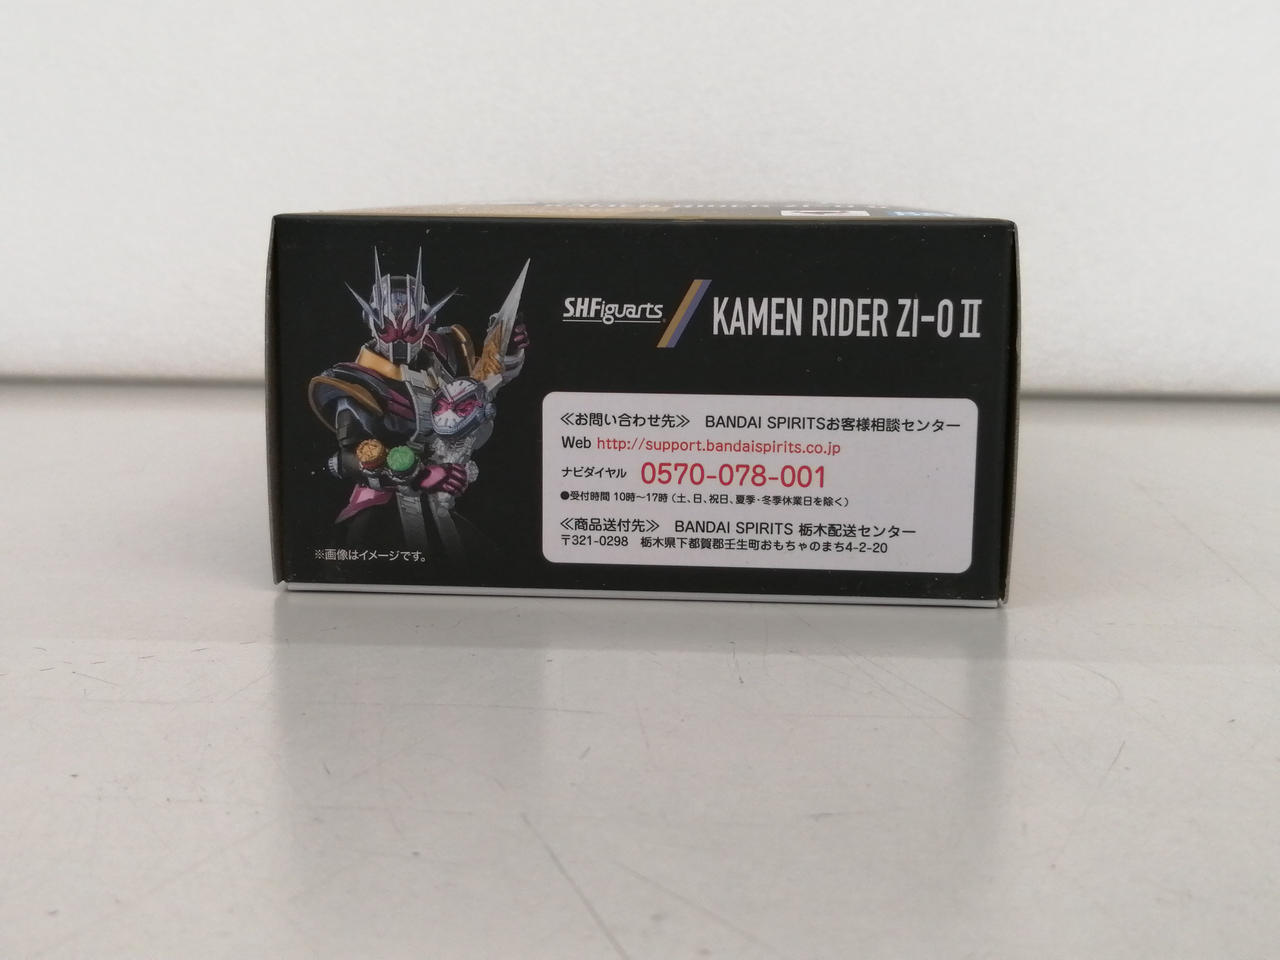 S.H.Figuarts
KAMEN RIDER ZI-O II
≪お問い合わせ先≫ BANDAI SPIRITSお客様相談センター
Web http://support.bandaispirits.co.jp
ナビダイヤル 0570-078-001
●受付時間 10時～17時（土、日、祝日、夏季・冬季休業日を除く）
≪商品送付先≫ BANDAI SPIRITS 栃木配送センター
〒321-0298 栃木県下都賀郡壬生町おもちゃのまち4-2-20
※画像はイメージです。